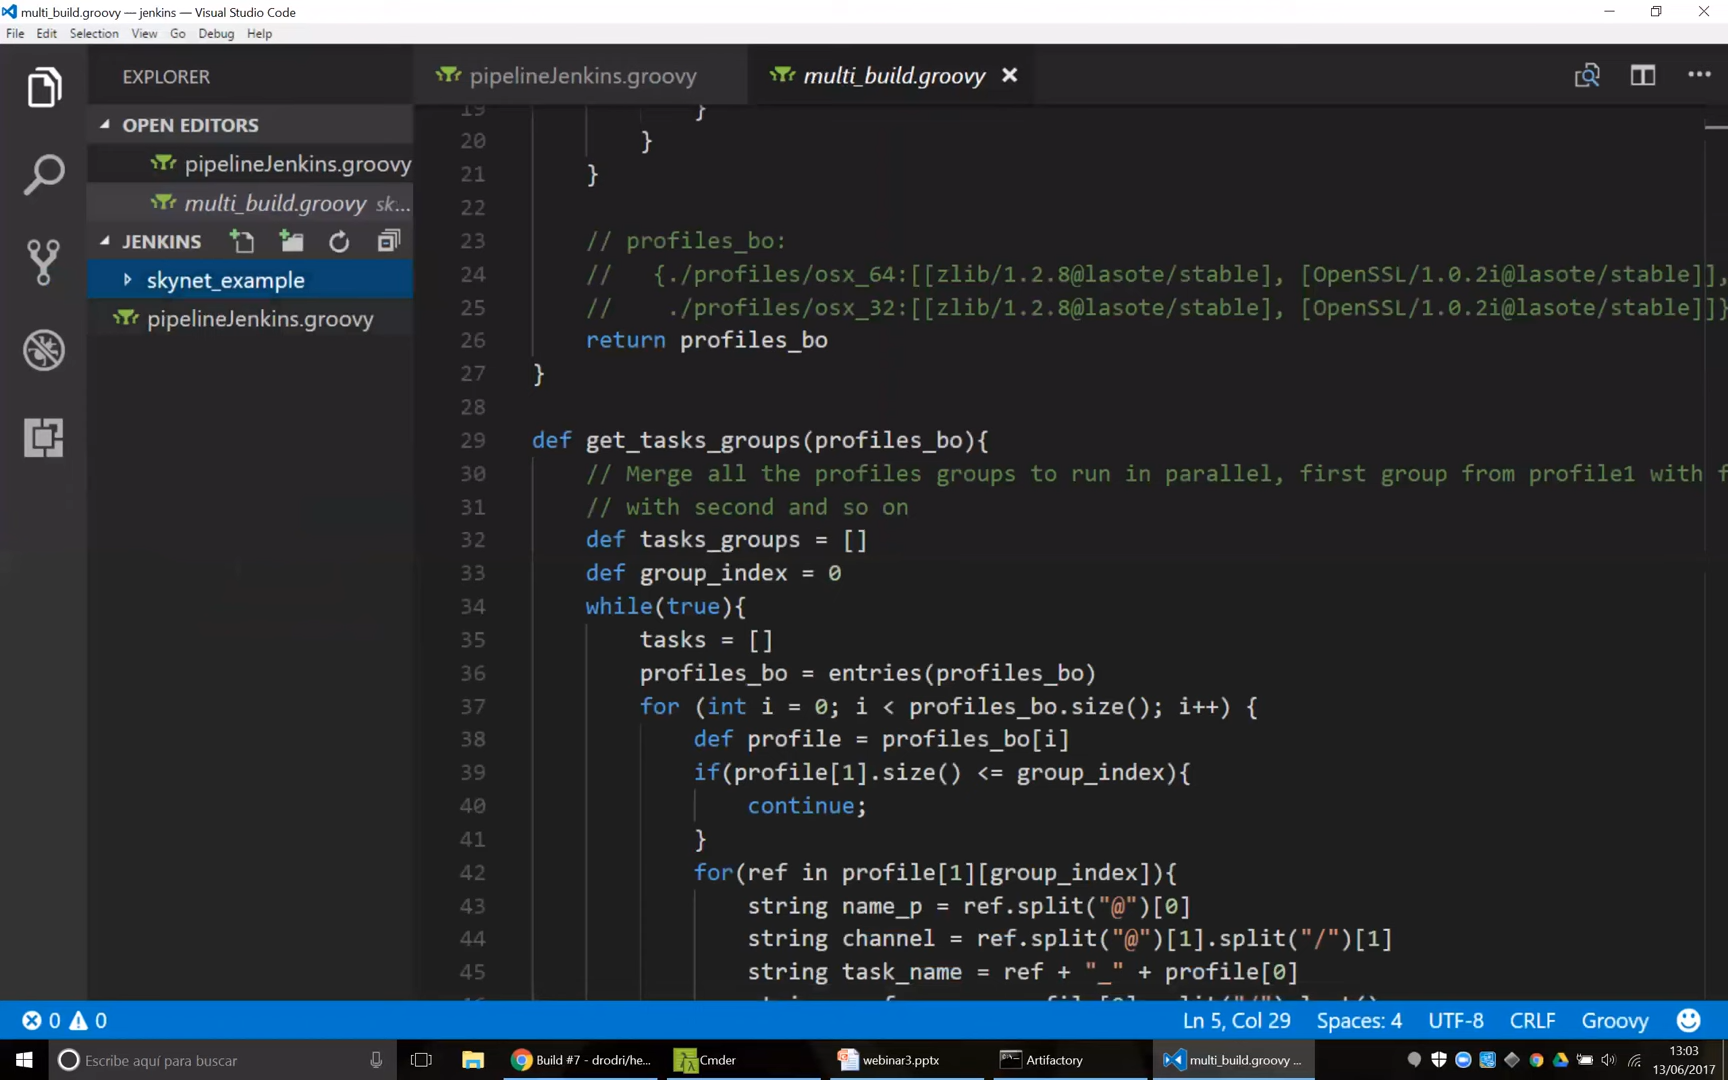 multi_build.groovy — jenkins — Visual Studio Code
File Edit Selection View Go Debug Help
EXPLORER
OPEN EDITORS
pipelineJenkins.groovy
multi_build.groovy sk...
JENKINS
skynet_example
pipelineJenkins.groovy
pipelineJenkins.groovy
multi_build.groovy
19 }
20 }
21 }
22
23 // profiles_bo:
24 // {./profiles/osx_64:[[zlib/1.2.8@lasote/stable], [OpenSSL/1.0.2i@lasote/stable]],
25 // ./profiles/osx_32:[[zlib/1.2.8@lasote/stable], [OpenSSL/1.0.2i@lasote/stable]]}
26 return profiles_bo
27 }
28
29 def get_tasks_groups(profiles_bo){
30 // Merge all the profiles groups to run in parallel, first group from profile1 with
31 // with second and so on
32 def tasks_groups = []
33 def group_index = 0
34 while(true){
35 tasks = []
36 profiles_bo = entries(profiles_bo)
37 for (int i = 0; i < profiles_bo.size(); i++) {
38 def profile = profiles_bo[i]
39 if(profile[1].size() <= group_index){
40 continue;
41 }
42 for(ref in profile[1][group_index]){
43 string name_p = ref.split("@")[0]
44 string channel = ref.split("@")[1].split("/")[1]
45 string task_name = ref + "_" + profile[0]
0 0
Ln 5, Col 29 Spaces: 4 UTF-8 CRLF Groovy
Escribe aquí para buscar
Build #7 - drodri/he...
Cmder
webinar3.pptx
Artifactory
multi_build.groovy ...
13:03
13/06/2017